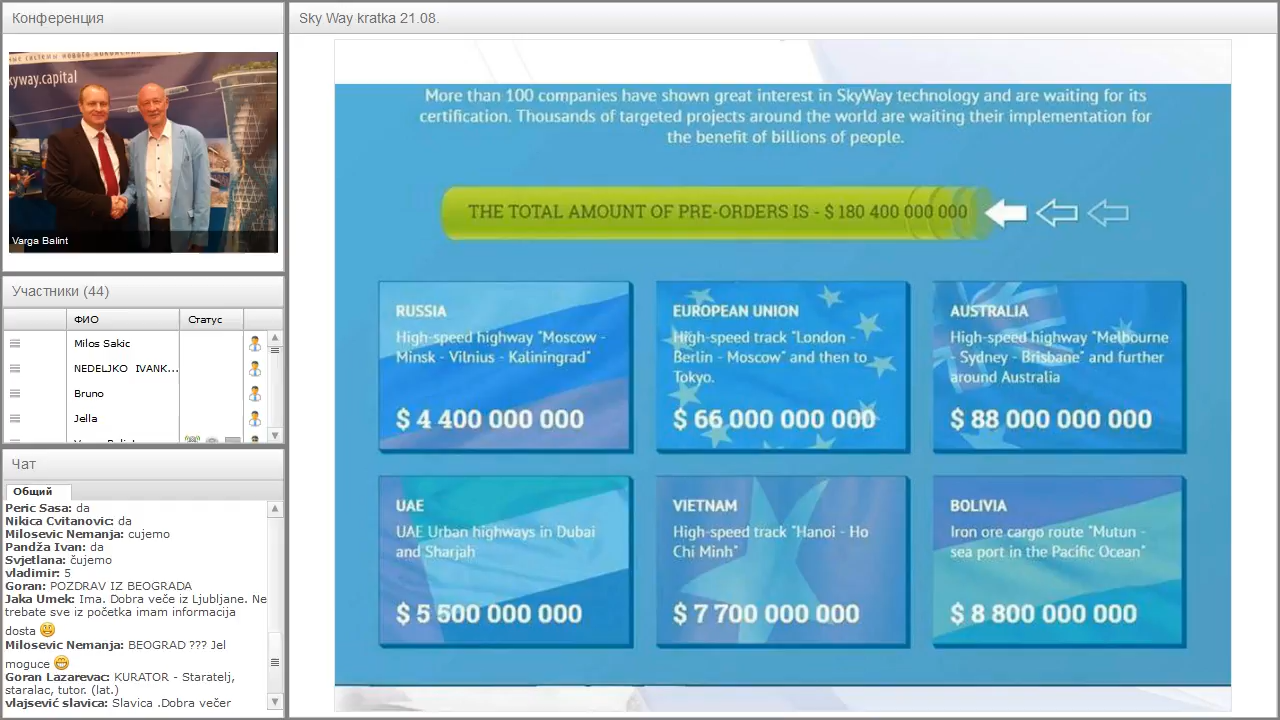 Конференция
kyway.capital
Varga Balint
Участники (44)
ФИО
Статус
Milos Sakic
NEDELJKO IVANK...
Bruno
Jella
Чат
Общий
Peric Sasa: da
Nikica Cvitanovic: da
Milosevic Nemanja: cujemo
Pandža Ivan: da
Svjetlana: čujemo
vladimir: 5
Goran: POZDRAV IZ BEOGRADA
Jaka Umek: Ima. Dobra veče iz Ljubljane. Ne
trebate sve iz početka imam informacija
dosta
Milosevic Nemanja: BEOGRAD ??? Jel
moguce
Goran Lazarevac: KURATOR - Staratelj,
staralac, tutor. (lat.)
vlajsević slavica: Slavica .Dobra večer
Sky Way kratka 21.08.
More than 100 companies have shown great interest in SkyWay technology and are waiting for its
certification. Thousands of targeted projects around the world are waiting their implementation for
the benefit of billions of people.
THE TOTAL AMOUNT OF PRE-ORDERS IS - $ 180 400 000 000
RUSSIA
High-speed highway "Moscow -
Minsk - Vilnius - Kaliningrad"
$ 4 400 000 000
EUROPEAN UNION
High-speed track "London -
Berlin - Moscow" and then to
Tokyo.
$ 66 000 000 000
AUSTRALIA
High-speed highway "Melbourne
- Sydney - Brisbane" and further
around Australia
$ 88 000 000 000
UAE
UAE Urban highways in Dubai
and Sharjah
$ 5 500 000 000
VIETNAM
High-speed track "Hanoi - Ho
Chi Minh"
$ 7 700 000 000
BOLIVIA
Iron ore cargo route "Mutun -
sea port in the Pacific Ocean"
$ 8 800 000 000